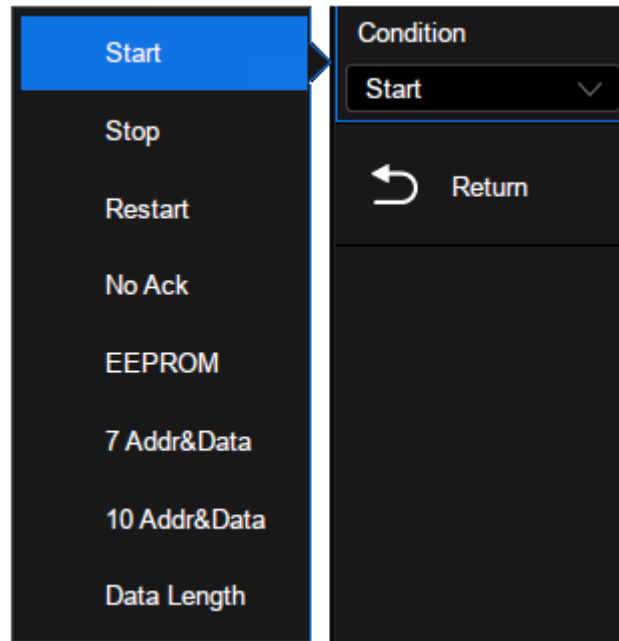 Start
Stop
Restart
No Ack
EEPROM
7 Addr&Data
10 Addr&Data
Data Length
Condition
Start
Return